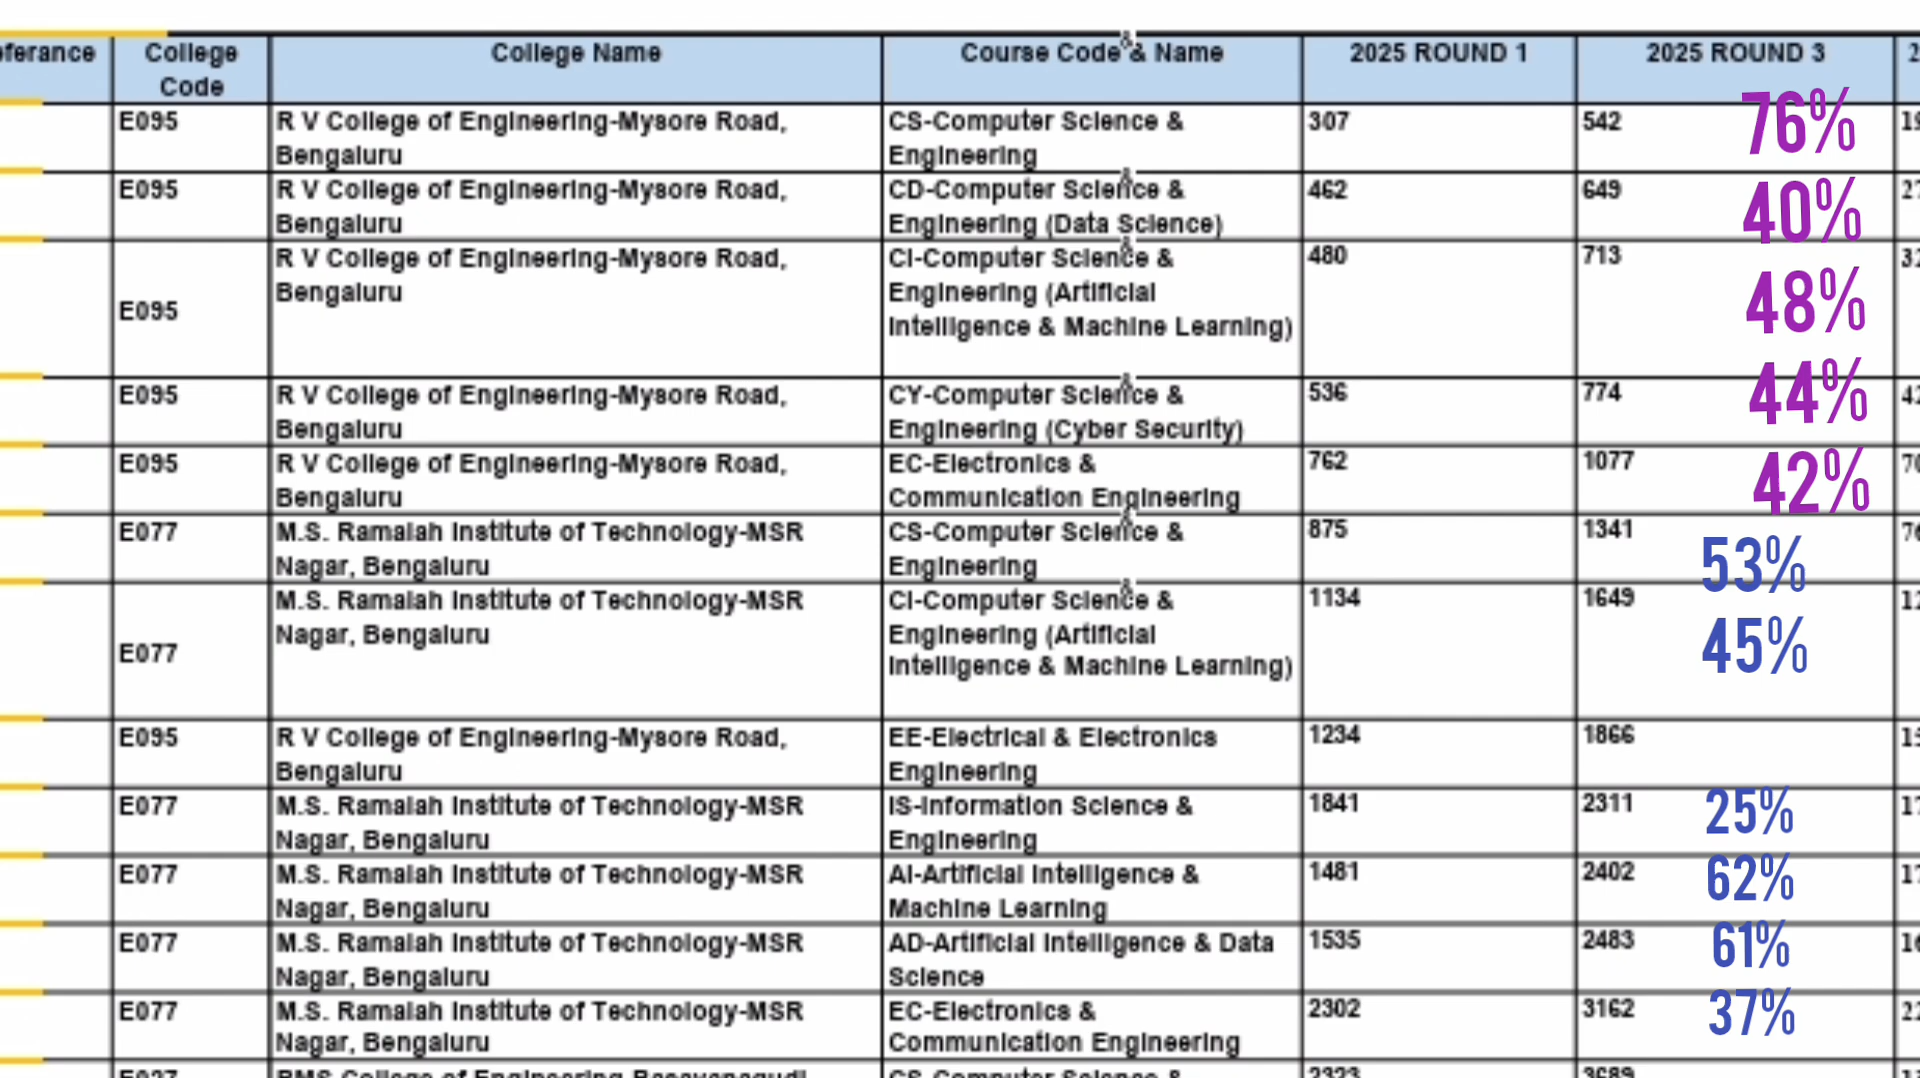 College Code
College Name
Course Code & Name
2025 ROUND 1
2025 ROUND 3
E095
R V College of Engineering-Mysore Road,
Bengaluru
CS-Computer Science &
Engineering
307
542
76%
E095
R V College of Engineering-Mysore Road,
Bengaluru
CD-Computer Science &
Engineering (Data Science)
462
649
40%
E095
R V College of Engineering-Mysore Road,
Bengaluru
CI-Computer Science &
Engineering (Artificial
Intelligence & Machine Learning)
480
713
48%
E095
R V College of Engineering-Mysore Road,
Bengaluru
CY-Computer Science &
Engineering (Cyber Security)
536
774
44%
E095
R V College of Engineering-Mysore Road,
Bengaluru
EC-Electronics &
Communication Engineering
762
1077
42%
E077
M.S. Ramaiah Institute of Technology-MSR
Nagar, Bengaluru
CS-Computer Science &
Engineering
875
1341
53%
E077
M.S. Ramaiah Institute of Technology-MSR
Nagar, Bengaluru
CI-Computer Science &
Engineering (Artificial
Intelligence & Machine Learning)
1134
1649
45%
E095
R V College of Engineering-Mysore Road,
Bengaluru
EE-Electrical & Electronics
Engineering
1234
1866
E077
M.S. Ramaiah Institute of Technology-MSR
Nagar, Bengaluru
IS-Information Science &
Engineering
1841
2311
25%
E077
M.S. Ramaiah Institute of Technology-MSR
Nagar, Bengaluru
AI-Artificial Intelligence &
Machine Learning
1481
2402
62%
E077
M.S. Ramaiah Institute of Technology-MSR
Nagar, Bengaluru
AD-Artificial Intelligence & Data
Science
1535
2483
61%
E077
M.S. Ramaiah Institute of Technology-MSR
Nagar, Bengaluru
EC-Electronics &
Communication Engineering
2302
3162
37%